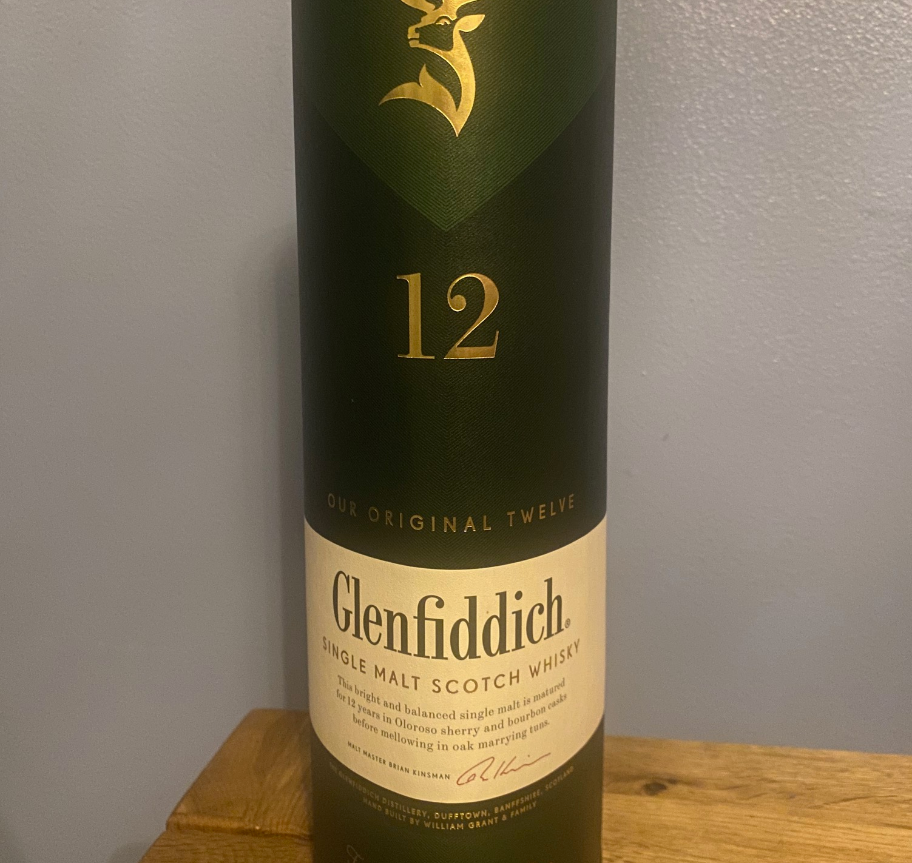 12
OUR ORIGINAL TWELVE
Glenfiddich®
SINGLE MALT SCOTCH WHISKY
This bright and balanced single malt is matured
for 12 years in Oloroso sherry and bourbon casks
before mellowing in oak marrying tuns.
MALT MASTER BRIAN KINSMAN
GLENFIDDICH DISTILLERY, DUFFTOWN, BANFFSHIRE, SCOTLAND
HAND BUILT BY WILLIAM GRANT & FAMILY